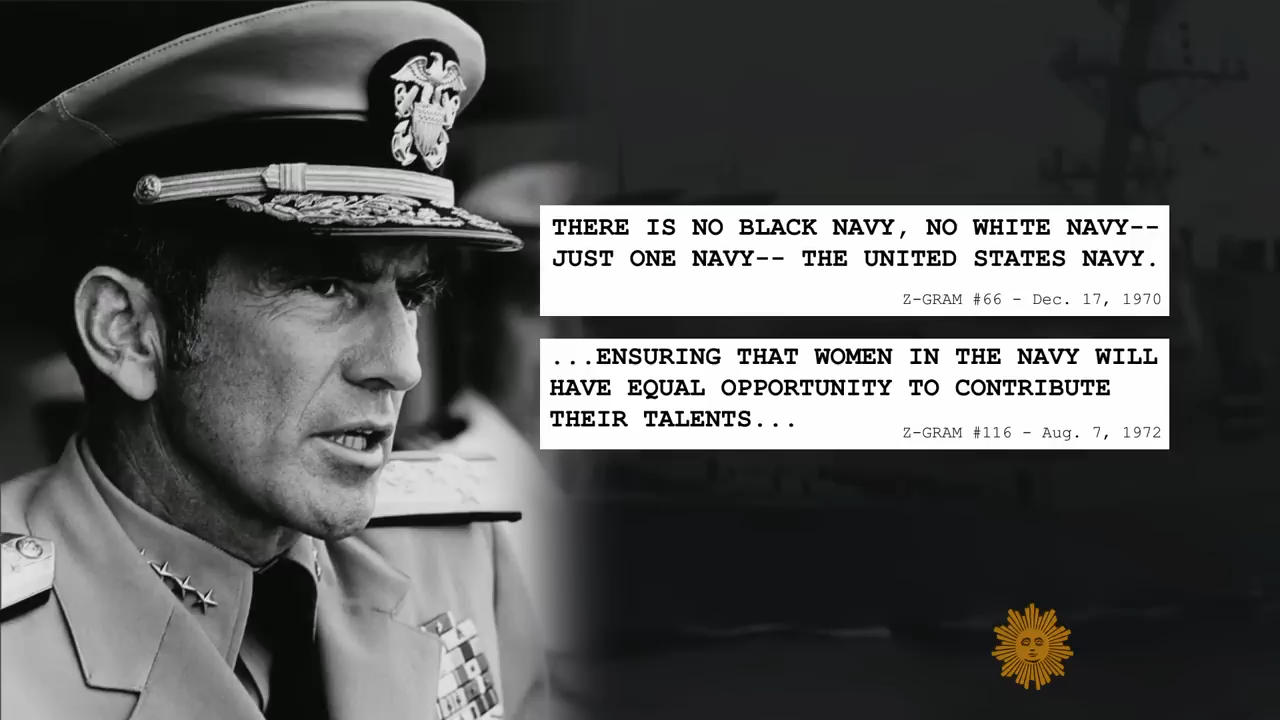 THERE IS NO BLACK NAVY, NO WHITE NAVY--
JUST ONE NAVY-- THE UNITED STATES NAVY.
Z-GRAM #66 - Dec. 17, 1970
...ENSURING THAT WOMEN IN THE NAVY WILL
HAVE EQUAL OPPORTUNITY TO CONTRIBUTE
THEIR TALENTS...
Z-GRAM #116 - Aug. 7, 1972